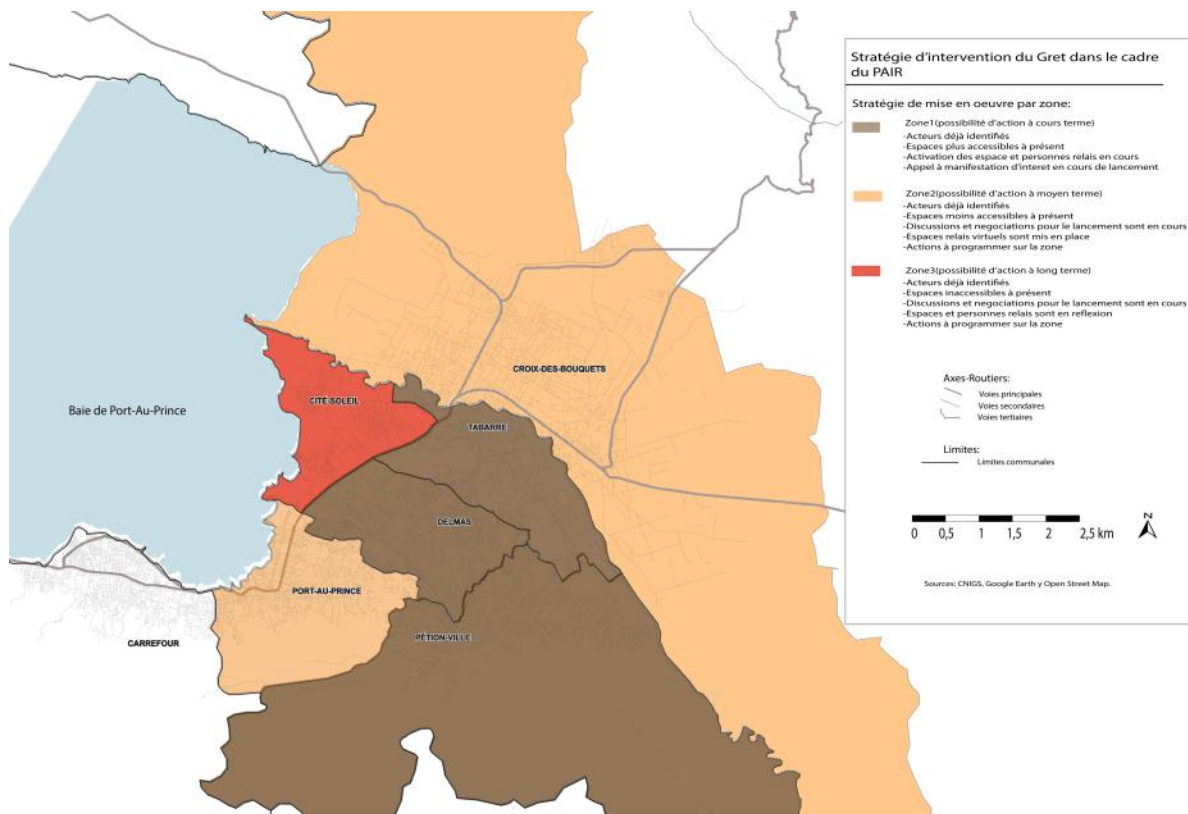 Stratégie d'intervention du Gret dans le cadre
du PAIR
Stratégie de mise en oeuvre par zone:
Zone1(possibilité d'action à cours terme)
-Acteurs déjà identifiés
-Espaces plus accessibles à présent
-Activation des espace et personnes relais en cours
-Appel à manifestation d'interet en cours de lancement
Zone2(possibilité d'action à moyen terme)
-Acteurs déjà identifiés
-Espaces moins accessibles à présent
-Discussions et negociations pour le lancement sont en cours
-Espaces relais virtuels sont mis en place
-Actions à programmer sur la zone
Zone3(possibilité d'action à long terme)
-Acteurs déjà identifiés
-Espaces inaccessibles à présent
-Discussions et negociations pour le lancement sont en cours
-Espaces et personnes relais sont en reflexion
-Actions à programmer sur la zone
Axes-Routiers:
Voies principales
Voies secondaires
Voies tertiaires
Limites:
Limites communales
0 0,5 1 1,5 2 2,5 km
N
Sources: CNIGS, Google Earth y Open Street Map.
CROIX-DES-BOUQUETS
CITÉ-SOLEIL
Baie de Port-Au-Prince
TABARRE
DELMAS
PORT-AU-PRINCE
CARREFOUR
PÉTION-VILLE